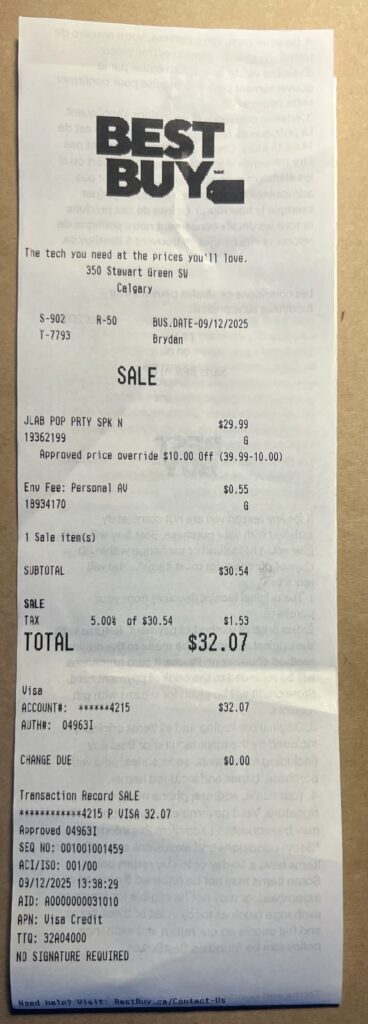 BEST
BUY
The tech you need at the prices you'll love.
350 Stewart Green SW
Calgary
S-902 R-50 BUS.DATE-09/12/2025
T-7793 Brydan
SALE
JLAB POP PRTY SPK N $29.99
19362199 G
Approved price override $10.00 Off (39.99-10.00)
Env Fee: Personal AV $0.55
18934170 G
1 Sale item(s)
SUBTOTAL $30.54
SALE
TAX 5.00% of $30.54 $1.53
TOTAL $32.07
Visa
ACCOUNT#: ******4215 $32.07
AUTH#: 04963I
CHANGE DUE $0.00
Transaction Record SALE
************4215 P VISA 32.07
Approved 04963I
SEQ NO: 001001001459
ACI/ISO: 001/00
09/12/2025 13:38:29
AID: A0000000031010
APN: Visa Credit
TTQ: 32A04000
NO SIGNATURE REQUIRED
Need help? Visit: BestBuy.ca/Contact-Us